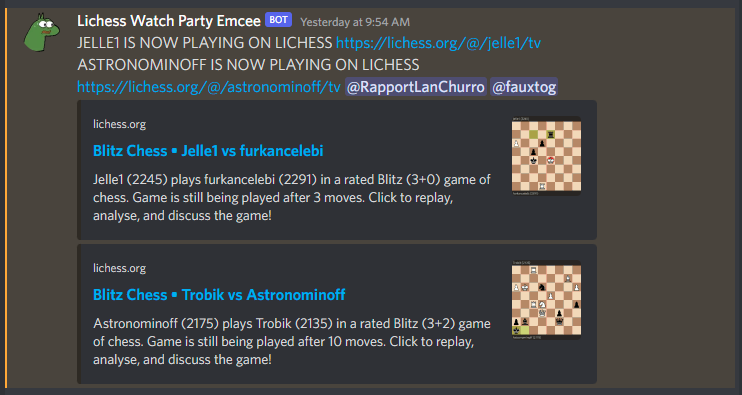 Lichess Watch Party Emcee BOT Yesterday at 9:54 AM
JELLE1 IS NOW PLAYING ON LICHESS https://lichess.org/@/jelle1/tv
ASTRONOMINOFF IS NOW PLAYING ON LICHESS
https://lichess.org/@/astronominoff/tv @RapportLanChurro @fauxtog
lichess.org
Blitz Chess • Jelle1 vs furkancelebi
Jelle1 (2245) plays furkancelebi (2291) in a rated Blitz (3+0) game of
chess. Game is still being played after 3 moves. Click to replay,
analyse, and discuss the game!
lichess.org
Blitz Chess • Trobik vs Astronominoff
Astronominoff (2175) plays Trobik (2135) in a rated Blitz (3+2) game
of chess. Game is still being played after 10 moves. Click to replay,
analyse, and discuss the game!